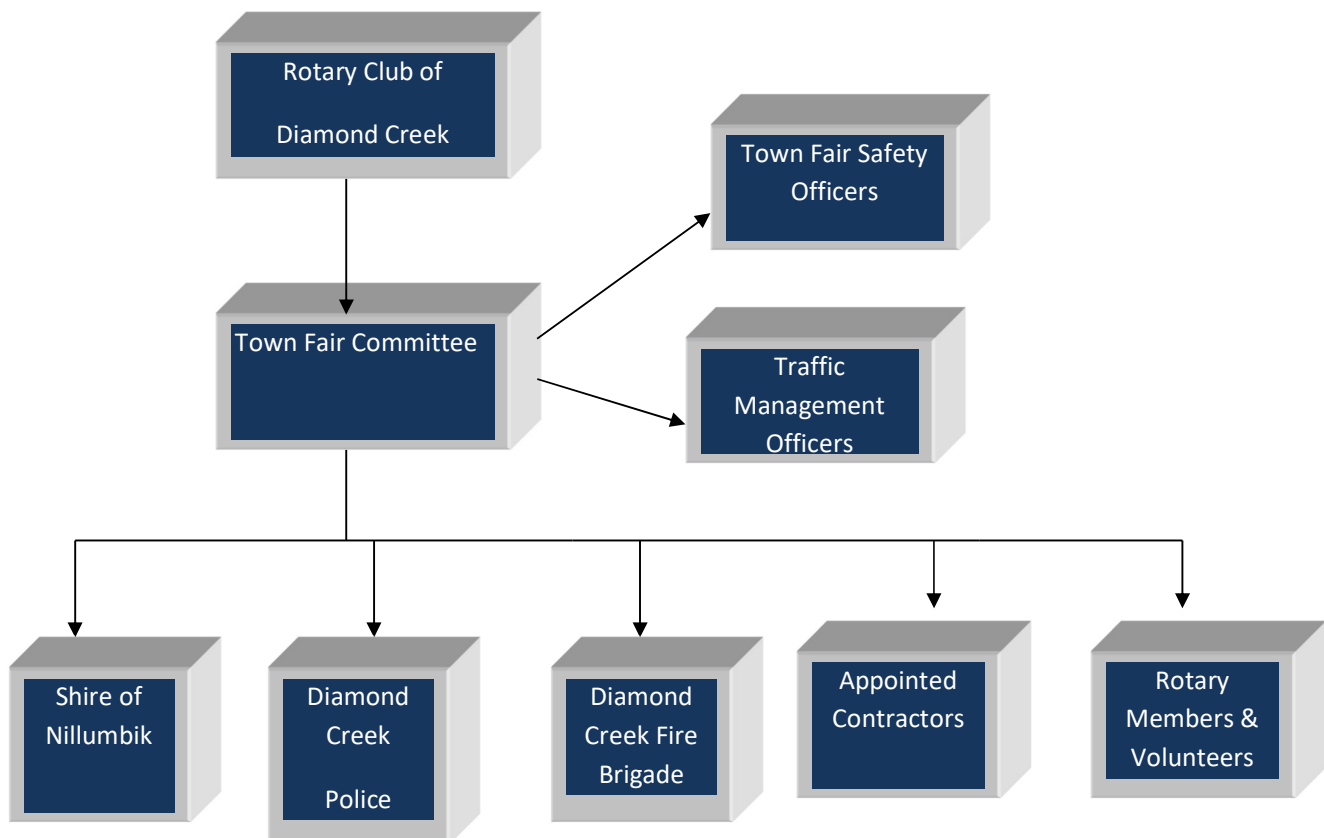 Rotary Club of
Diamond Creek
Town Fair Safety
Officers
Town Fair Committee
Traffic
Management
Officers
Shire of
Nillumbik
Diamond
Creek
Police
Diamond
Creek Fire
Brigade
Appointed
Contractors
Rotary
Members &
Volunteers